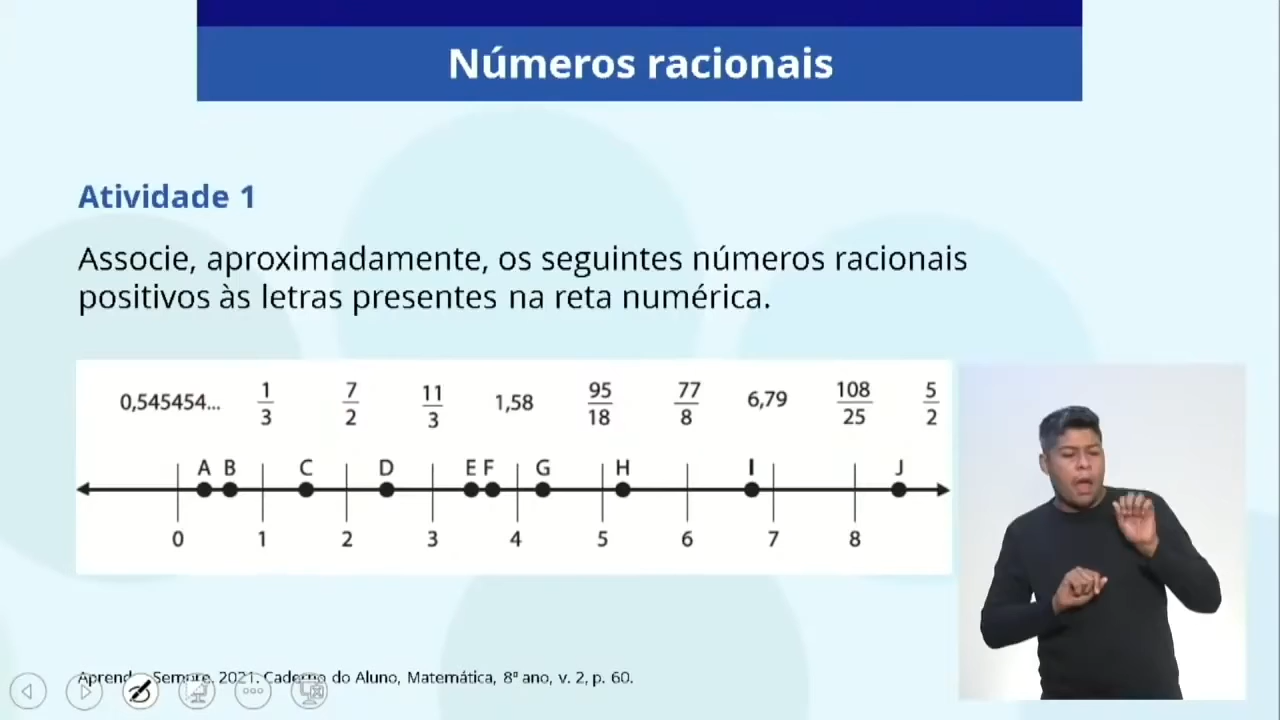 Números racionais
Atividade 1
Associe, aproximadamente, os seguintes números racionais
positivos às letras presentes na reta numérica.
0,545454... 1/3 7/2 11/3 1,58 95/18 77/8 6,79 108/25 5/2
A B C D E F G H I J
0 1 2 3 4 5 6 7 8
Aprender Sempre, 2021. Caderno do Aluno, Matemática, 8º ano, v. 2, p. 60.